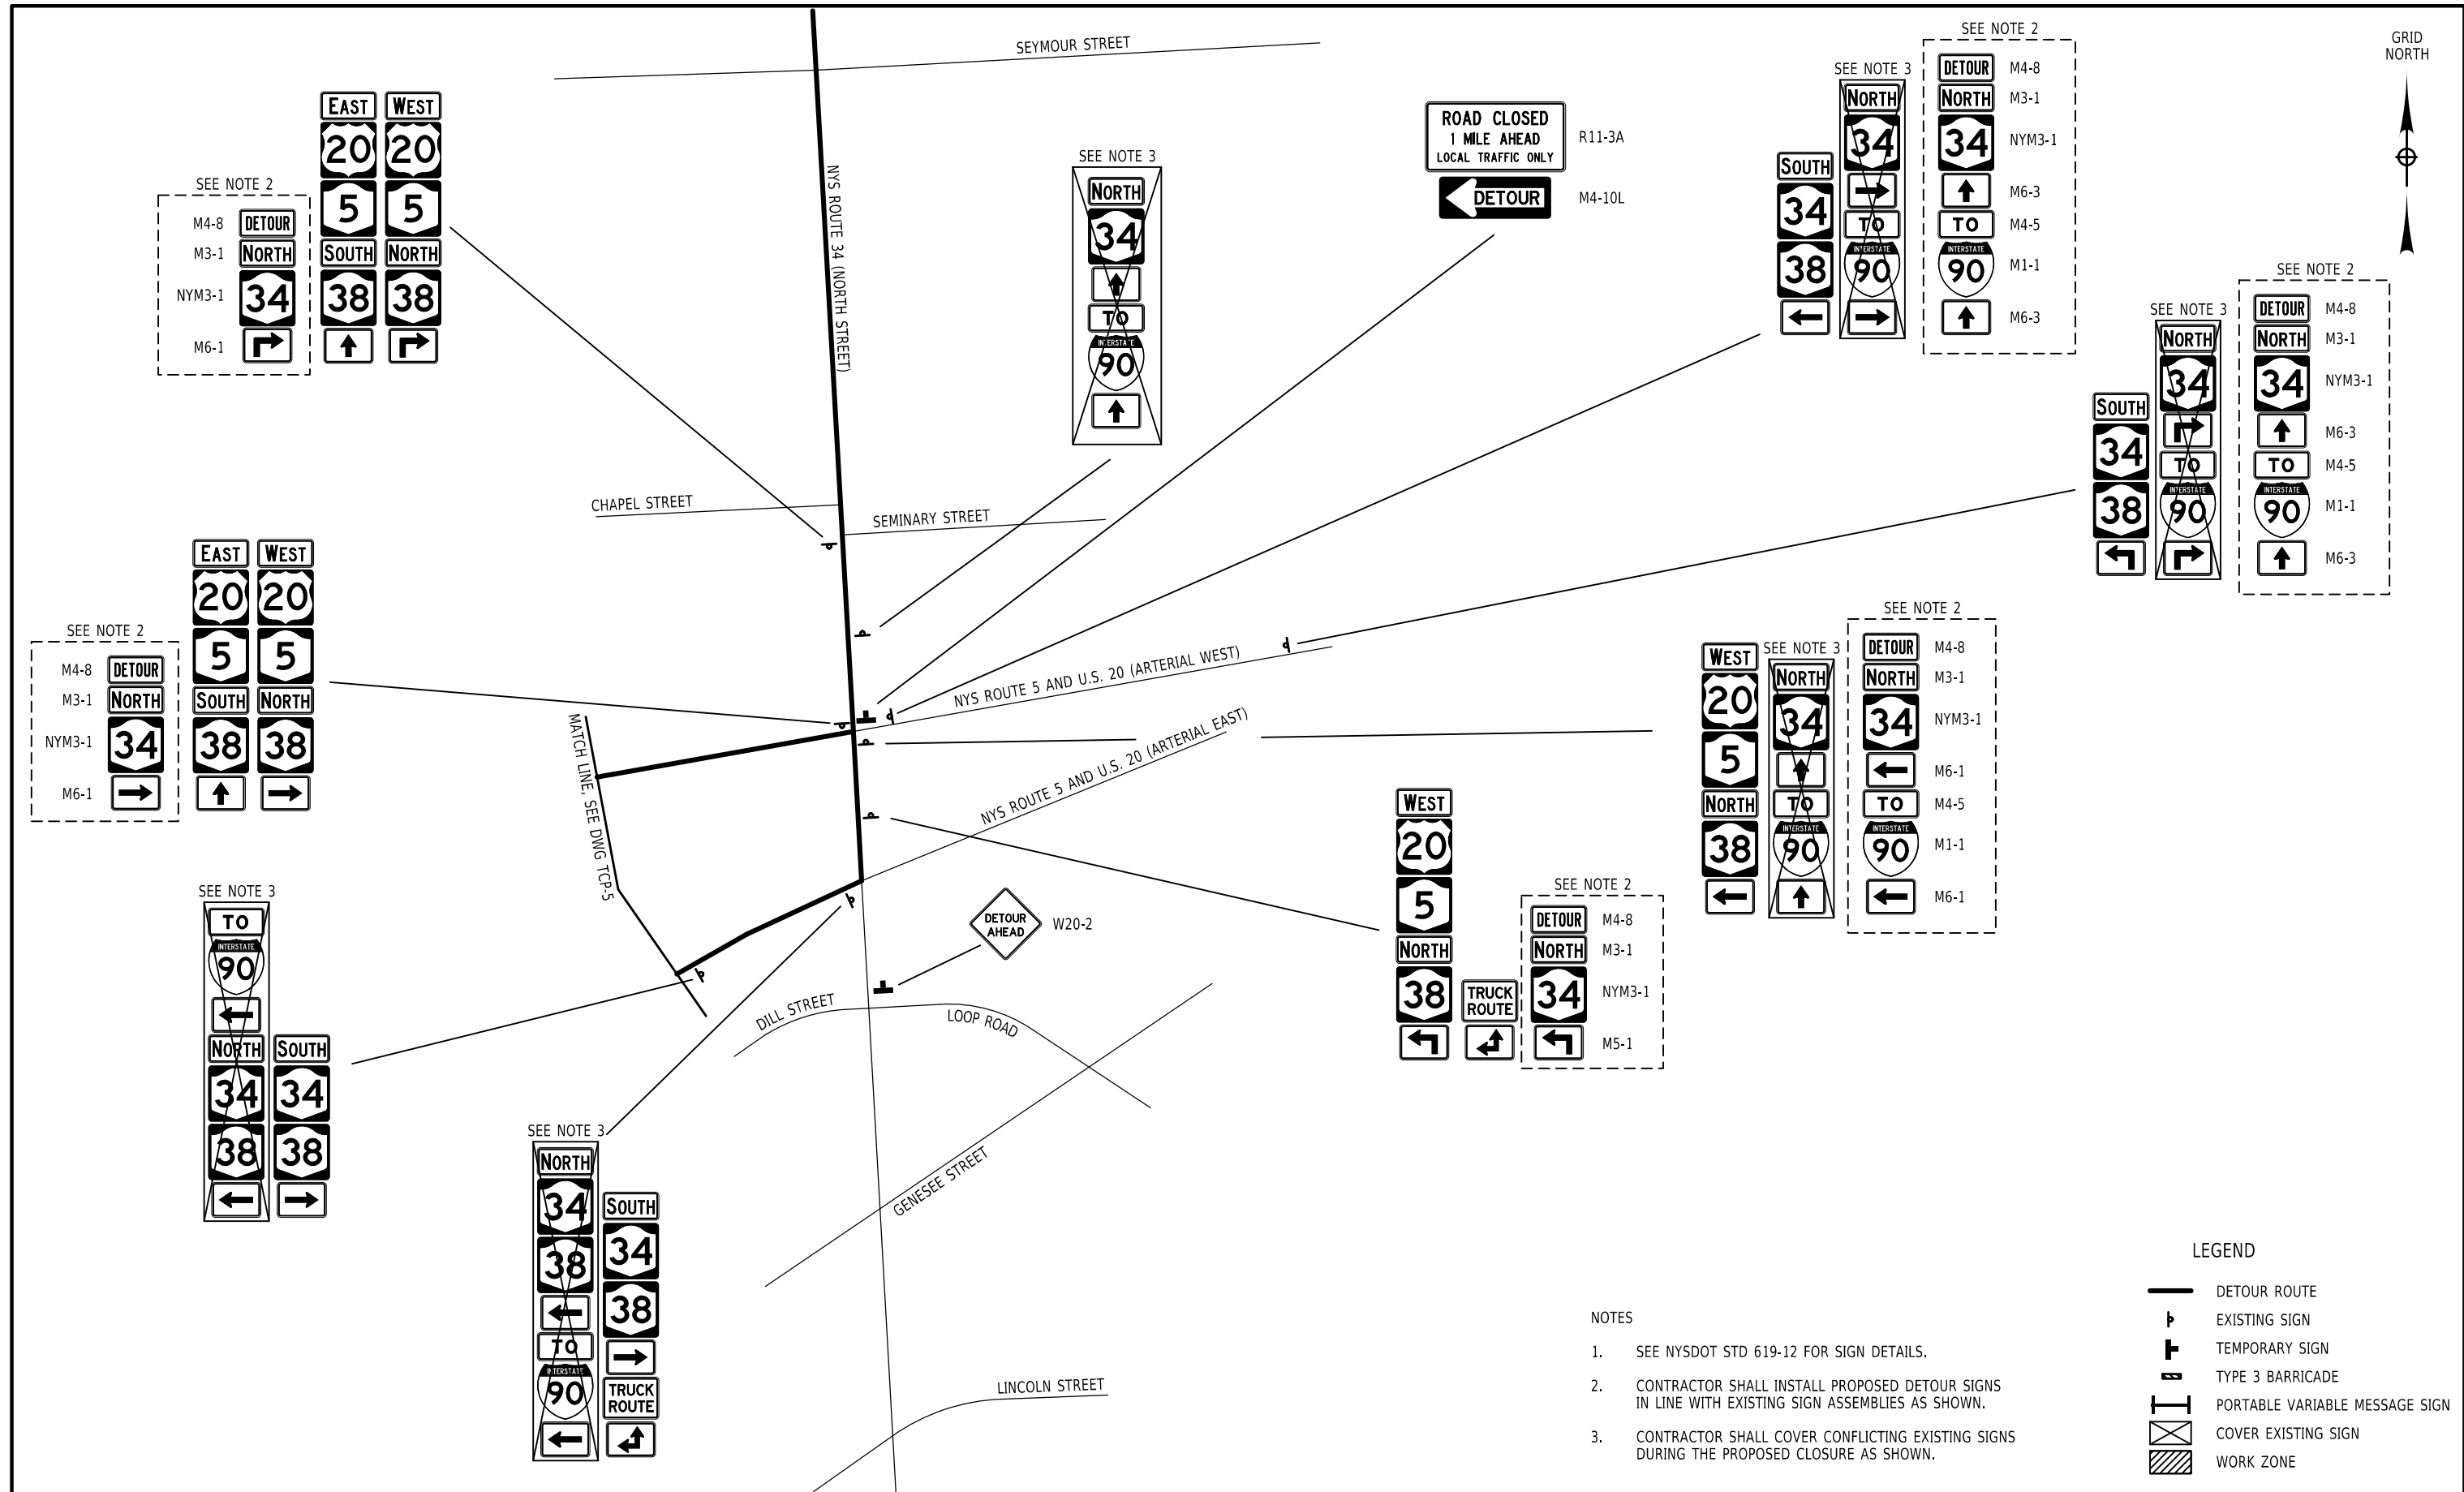 SEYMOUR STREET
NYS ROUTE 34 (NORTH STREET)
GRID
NORTH
SEE NOTE 2
M4-8
M3-1
NYM3-1
M6-1
DETOUR
NORTH
34
EAST
20
5
SOUTH
38
WEST
20
5
NORTH
38
SEE NOTE 3
NORTH
34
TO
INTERSTATE
90
ROAD CLOSED
1 MILE AHEAD
LOCAL TRAFFIC ONLY
R11-3A
DETOUR
M4-10L
SOUTH
34
38
SEE NOTE 3
NORTH
34
TO
INTERSTATE
90
SEE NOTE 2
DETOUR M4-8
NORTH M3-1
34 NYM3-1
M6-3
TO M4-5
INTERSTATE
90 M1-1
M6-3
SOUTH
34
38
SEE NOTE 3
NORTH
34
TO
INTERSTATE
90
SEE NOTE 2
DETOUR M4-8
NORTH M3-1
34 NYM3-1
M6-3
TO M4-5
INTERSTATE
90 M1-1
M6-3
CHAPEL STREET
SEMINARY STREET
SEE NOTE 2
M4-8 DETOUR
M3-1 NORTH
NYM3-1 34
M6-1
EAST
20
5
SOUTH
38
WEST
20
5
NORTH
38
MATCH LINE, SEE DWG TCP-5
NYS ROUTE 5 AND U.S. 20 (ARTERIAL WEST)
NYS ROUTE 5 AND U.S. 20 (ARTERIAL EAST)
WEST
20
5
NORTH
38
SEE NOTE 3
NORTH
34
TO
INTERSTATE
90
SEE NOTE 2
DETOUR M4-8
NORTH M3-1
34 NYM3-1
M6-1
TO M4-5
INTERSTATE
90 M1-1
M6-1
WEST
20
5
NORTH
38
TRUCK
ROUTE
SEE NOTE 2
DETOUR M4-8
NORTH M3-1
34 NYM3-1
M5-1
DETOUR
AHEAD
W20-2
SEE NOTE 3
TO
INTERSTATE
90
NORTH
34
38
SOUTH
34
38
DILL STREET
LOOP ROAD
GENESEE STREET
LINCOLN STREET
SEE NOTE 3
NORTH
34
38
TO
INTERSTATE
90
SOUTH
34
38
TRUCK
ROUTE
NOTES
1. SEE NYSDOT STD 619-12 FOR SIGN DETAILS.
2. CONTRACTOR SHALL INSTALL PROPOSED DETOUR SIGNS
IN LINE WITH EXISTING SIGN ASSEMBLIES AS SHOWN.
3. CONTRACTOR SHALL COVER CONFLICTING EXISTING SIGNS
DURING THE PROPOSED CLOSURE AS SHOWN.
LEGEND
DETOUR ROUTE
EXISTING SIGN
TEMPORARY SIGN
TYPE 3 BARRICADE
PORTABLE VARIABLE MESSAGE SIGN
COVER EXISTING SIGN
WORK ZONE